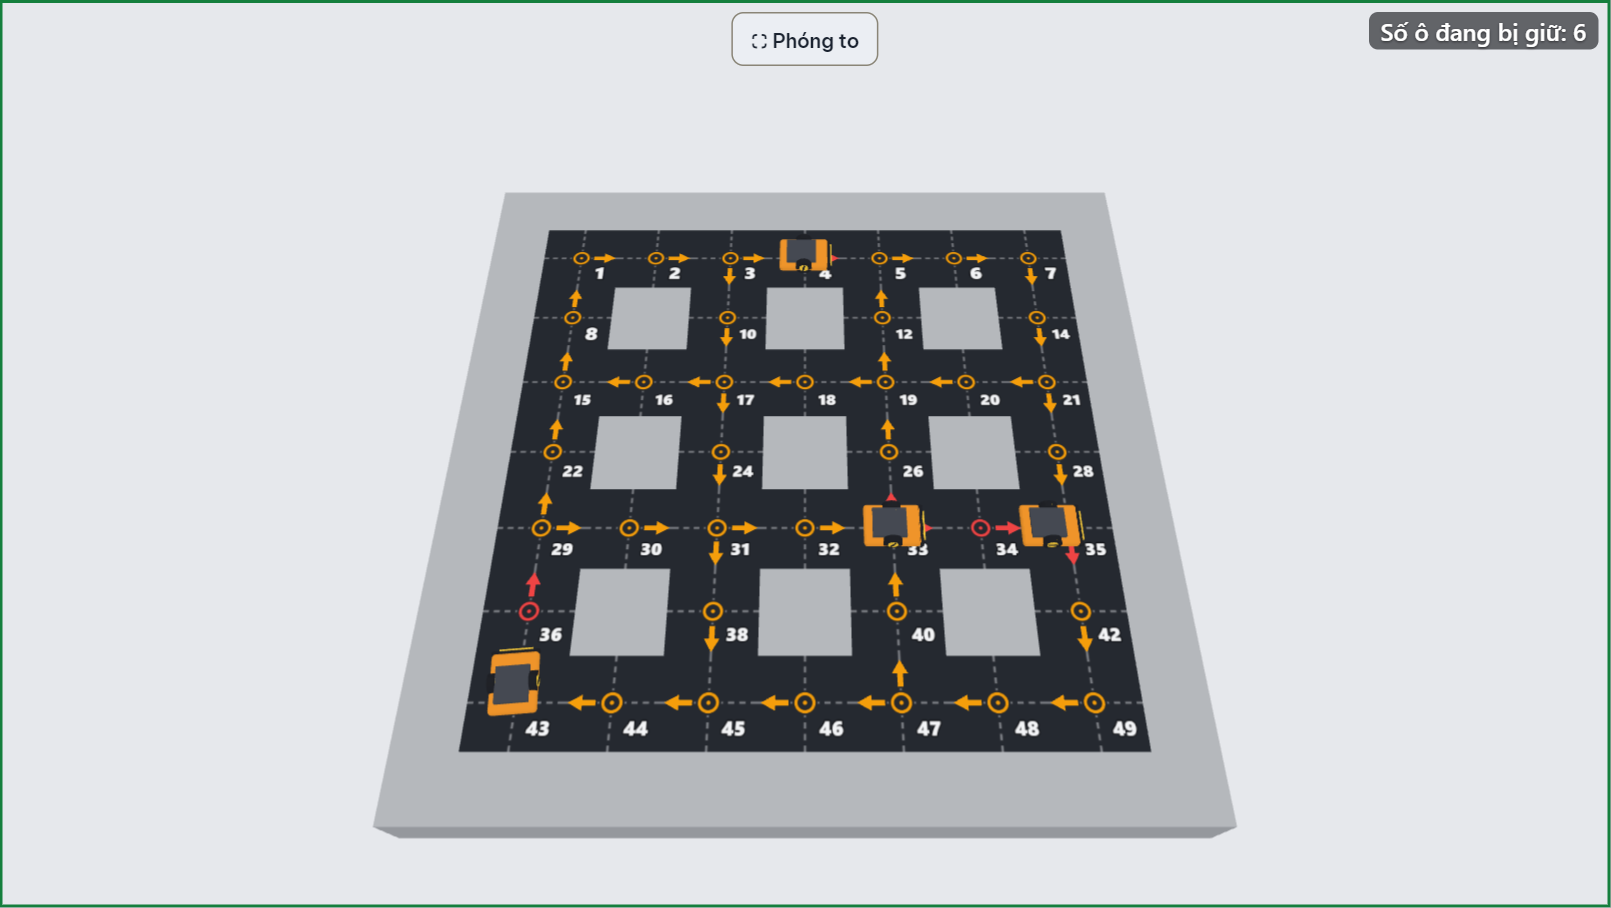 Phóng to
Số ô đang bị giữ: 6
1 2 3 4 5 6 7
8 10 12 14
15 16 17 18 19 20 21
22 24 26 28
29 30 31 32 33 34 35
36 38 40 42
43 44 45 46 47 48 49